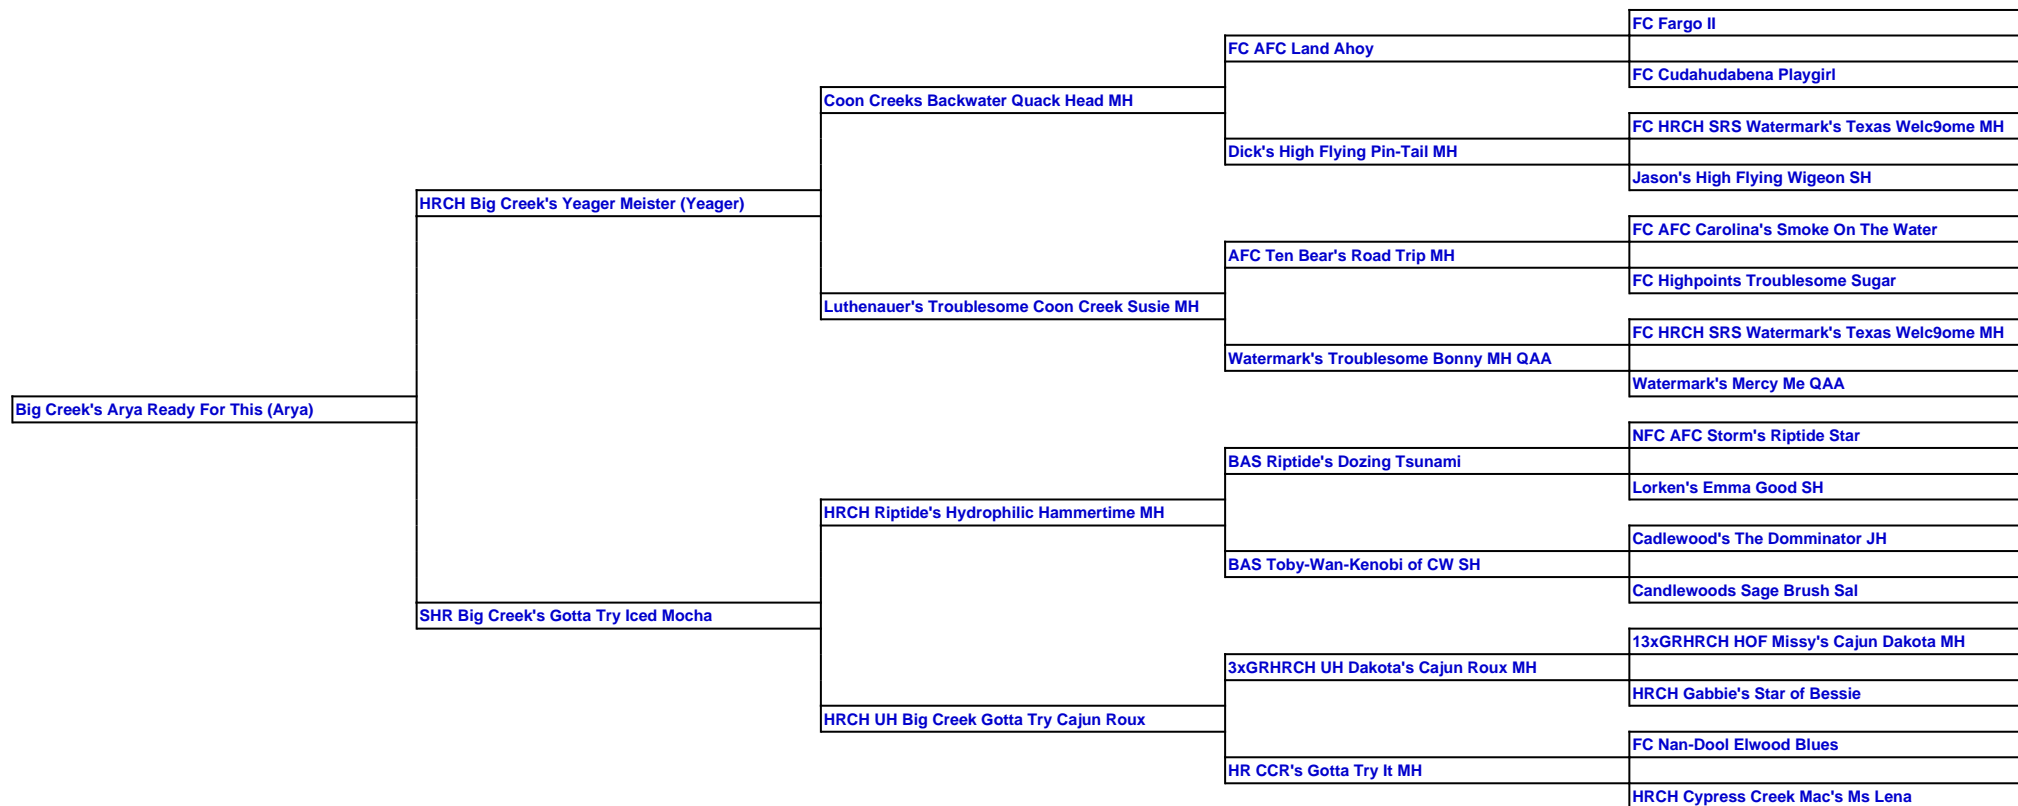 FC Fargo II
FC AFC Land Ahoy
FC Cudahudabena Playgirl
Coon Creeks Backwater Quack Head MH
FC HRCH SRS Watermark's Texas Welc9ome MH
Dick's High Flying Pin-Tail MH
Jason's High Flying Wigeon SH
HRCH Big Creek's Yeager Meister (Yeager)
FC AFC Carolina's Smoke On The Water
AFC Ten Bear's Road Trip MH
FC Highpoints Troublesome Sugar
Luthenauer's Troublesome Coon Creek Susie MH
FC HRCH SRS Watermark's Texas Welc9ome MH
Watermark's Troublesome Bonny MH QAA
Watermark's Mercy Me QAA
Big Creek's Arya Ready For This (Arya)
NFC AFC Storm's Riptide Star
BAS Riptide's Dozing Tsunami
Lorken's Emma Good SH
HRCH Riptide's Hydrophilic Hammertime MH
Cadlewood's The Domminator JH
BAS Toby-Wan-Kenobi of CW SH
Candlewoods Sage Brush Sal
SHR Big Creek's Gotta Try Iced Mocha
13xGRHRCH HOF Missy's Cajun Dakota MH
3xGRHRCH UH Dakota's Cajun Roux MH
HRCH Gabbie's Star of Bessie
HRCH UH Big Creek Gotta Try Cajun Roux
FC Nan-Dool Elwood Blues
HR CCR's Gotta Try It MH
HRCH Cypress Creek Mac's Ms Lena